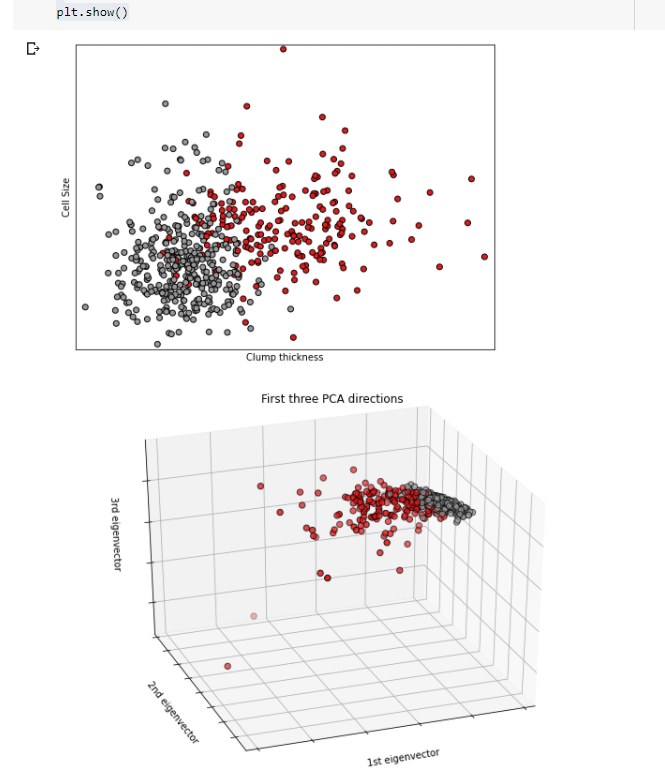 plt.show()
Cell Size
Clump thickness
First three PCA directions
3rd eigenvector
2nd eigenvector
1st eigenvector